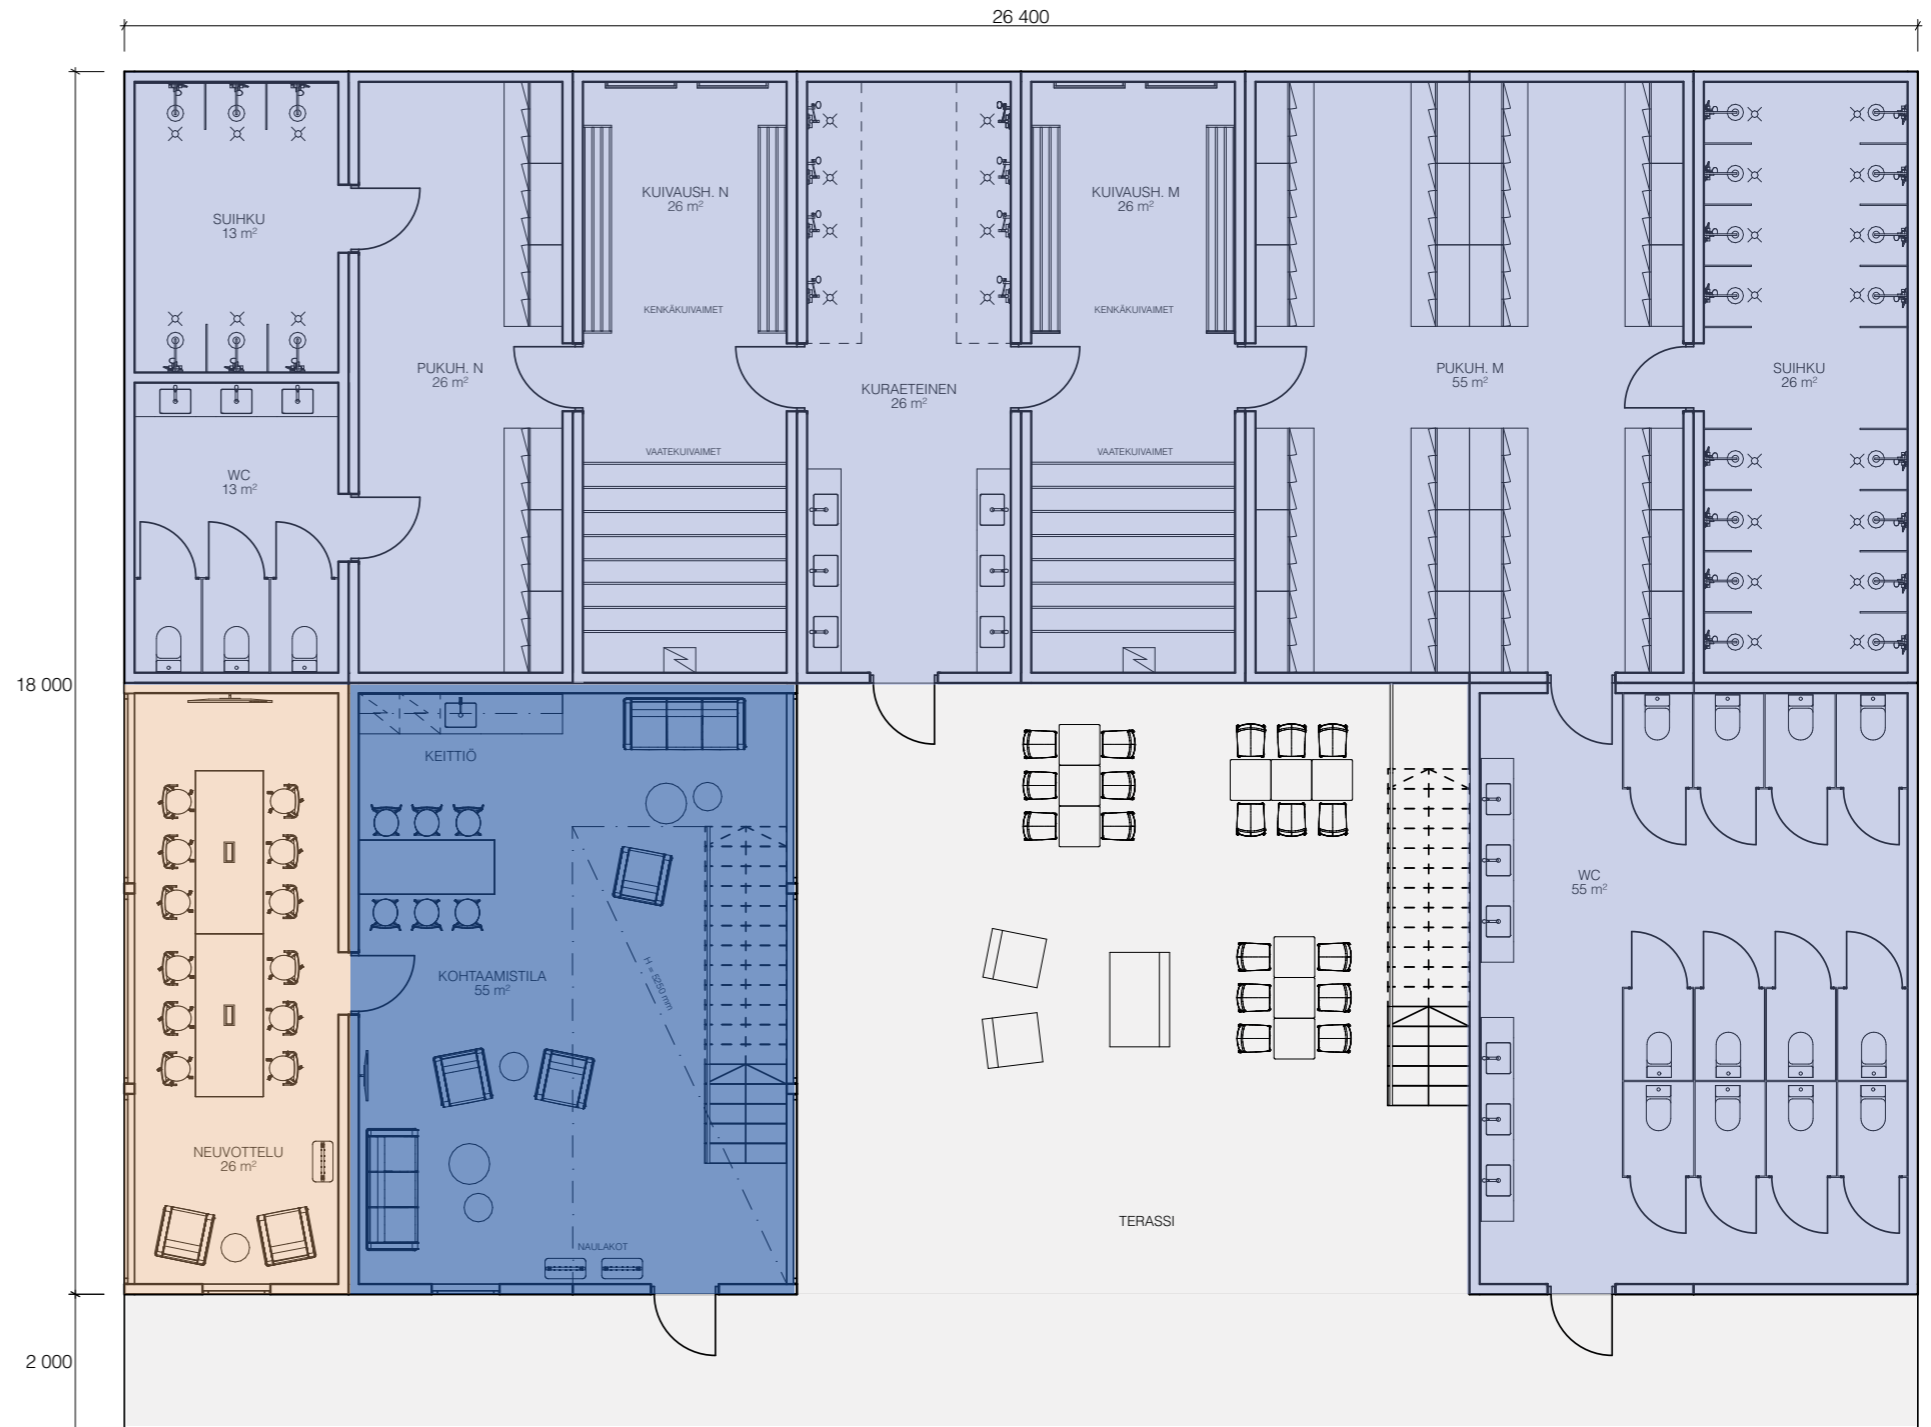 26 400
SUIHKU
13 m²
KUIVAUSH. N
26 m²
KUIVAUSH. M
26 m²
KENKÄKUIVAIMET
KENKÄKUIVAIMET
PUKUH. N
26 m²
KURAETEINEN
26 m²
PUKUH. M
55 m²
SUIHKU
26 m²
WC
13 m²
VAATEKUIVAIMET
VAATEKUIVAIMET
18 000
KEITTIÖ
WC
55 m²
KOHTAAMISTILA
55 m²
H = 5250 mm
NEUVOTTELU
26 m²
TERASSI
NAULAKOT
2 000